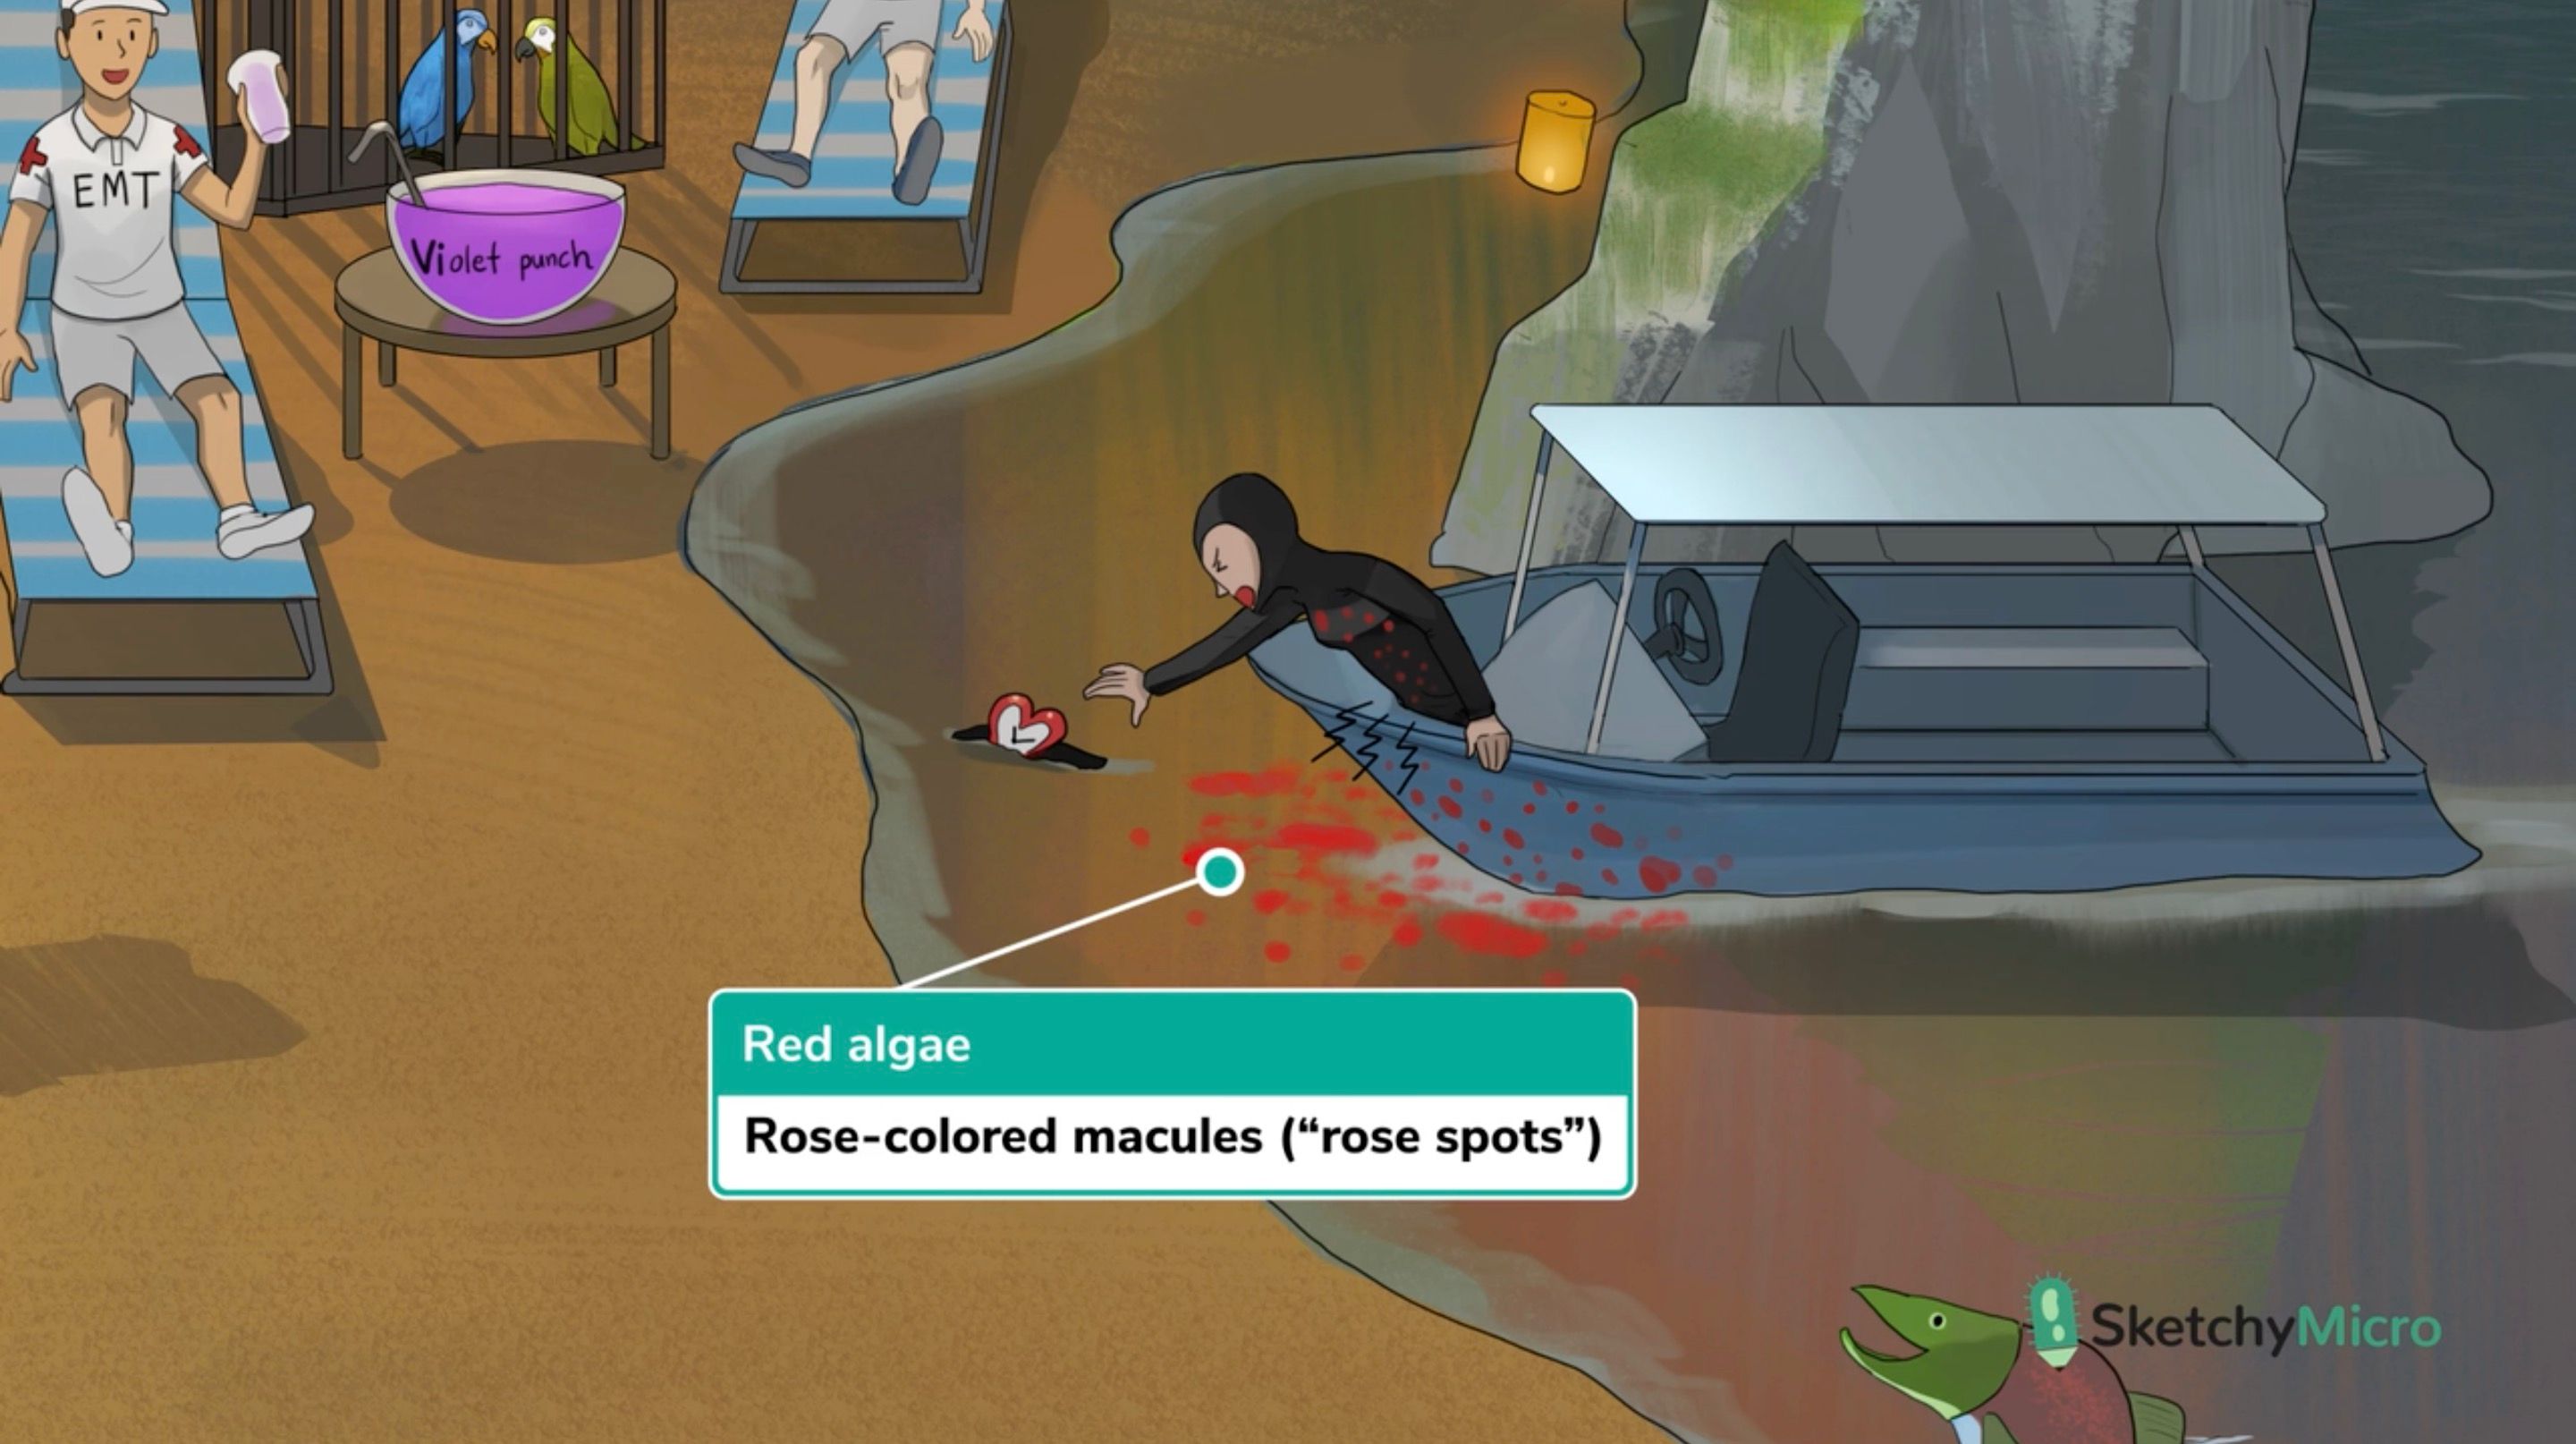 EMT
Violet punch
Red algae
Rose-colored macules (“rose spots”)
SketchyMicro